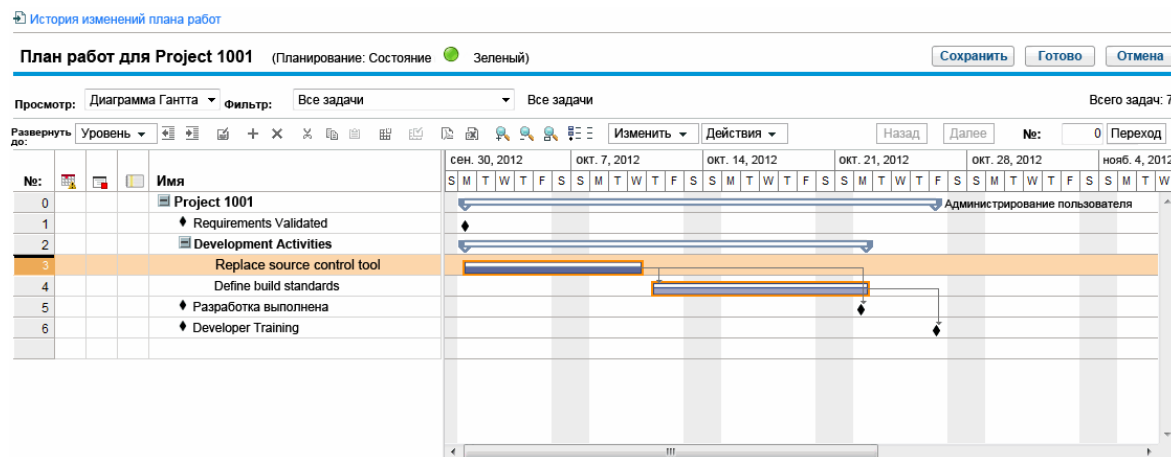 История изменений плана работ
План работ для Project 1001 (Планирование: Состояние Зеленый)
Сохранить Готово Отмена
Просмотр: Диаграмма Гантта Фильтр: Все задачи Все задачи Всего задач: 7
Развернуть до: Уровень Изменить Действия Назад Далее №: 0 Переход
сен. 30, 2012 окт. 7, 2012 окт. 14, 2012 окт. 21, 2012 окт. 28, 2012 нояб. 4, 2012
№: Имя S M T W T F S S M T W T F S S M T W T F S S M T W T F S S M T W T F S S M T W
0 Project 1001 Администрирование пользователя
1 Requirements Validated
2 Development Activities
3 Replace source control tool
4 Define build standards
5 Разработка выполнена
6 Developer Training